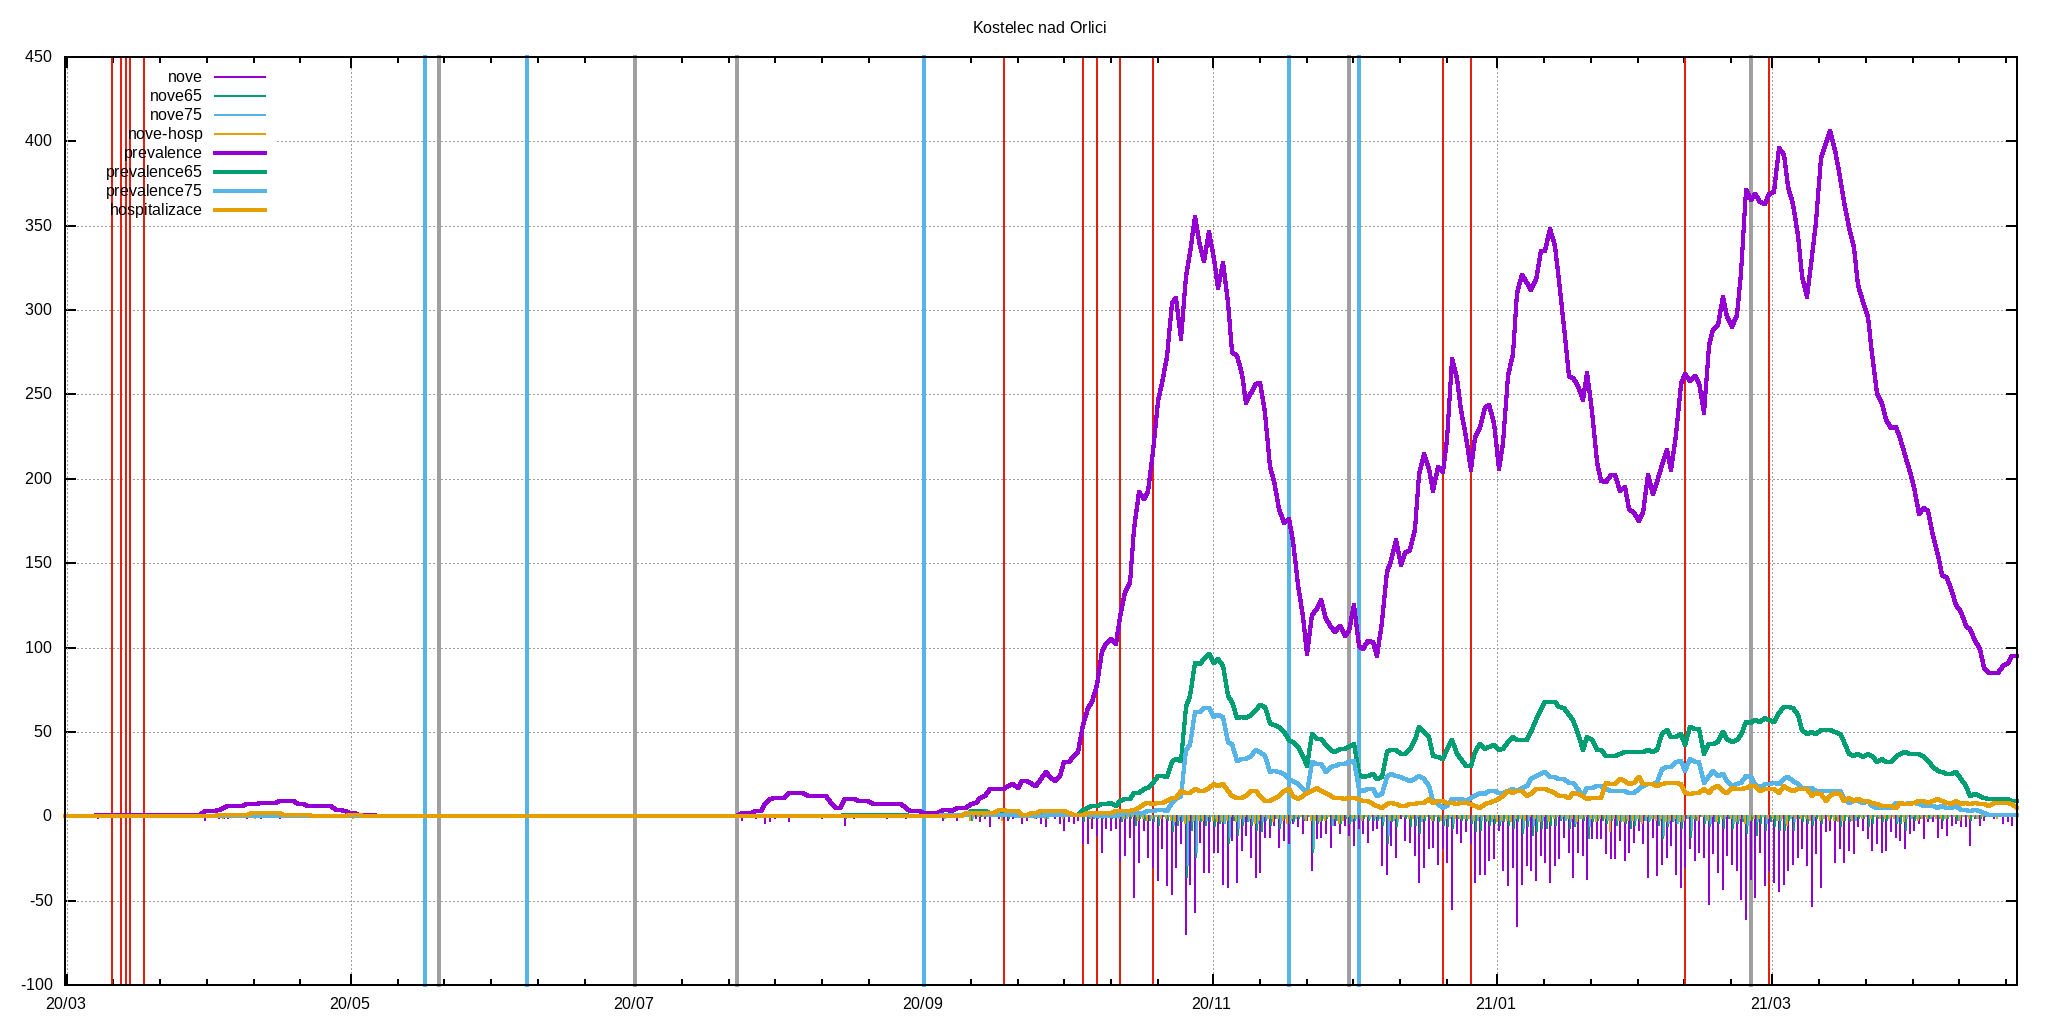 Kostelec nad Orlici
450
400
350
300
250
200
150
100
50
0
-50
-100
nove
nove65
nove75
nove-hosp
prevalence
prevalence65
prevalence75
hospitalizace
20/03 20/05 20/07 20/09 20/11 21/01 21/03